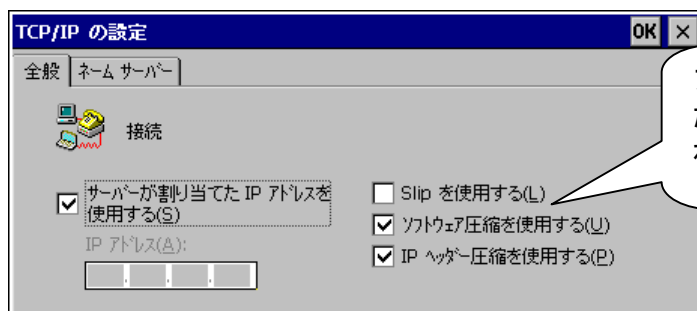 TCP/IP の設定
OK ×
全般 ネーム サーバー
接続
サーバーが割り当てた IP アドレスを
使用する(S)
IP アドレス(A):
Slip を使用する(L)
ソフトウェア圧縮を使用する(U)
IP ヘッダー圧縮を使用する(P)